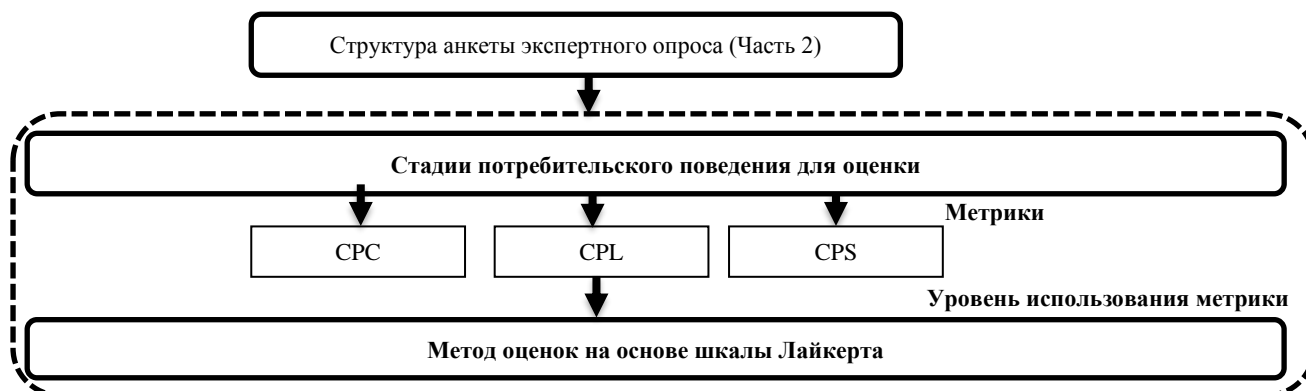 Структура анкеты экспертного опроса (Часть 2)
Стадии потребительского поведения для оценки
Метрики
CPC
CPL
CPS
Уровень использования метрики
Метод оценок на основе шкалы Лайкерта